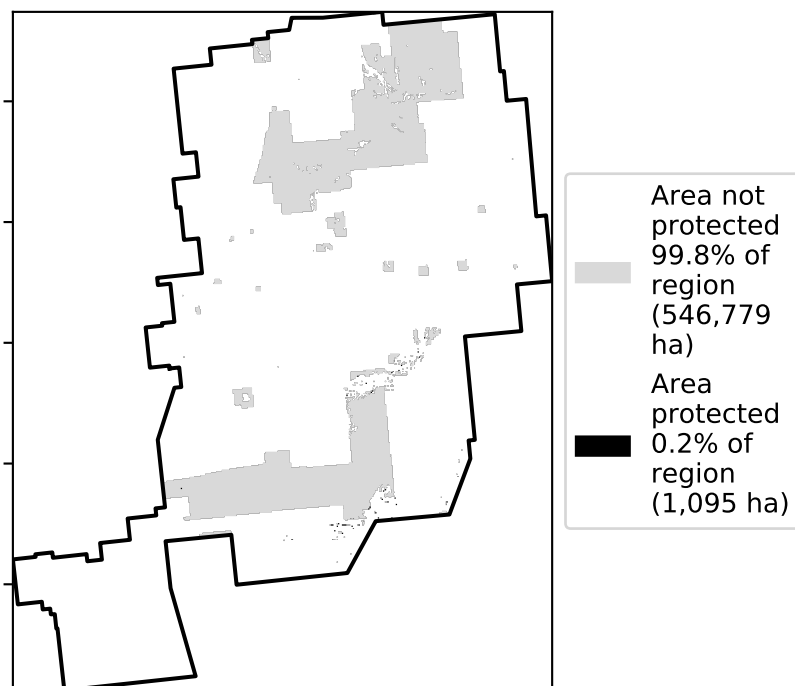 Area not
protected
99.8% of
region
(546,779
ha)
Area
protected
0.2% of
region
(1,095 ha)